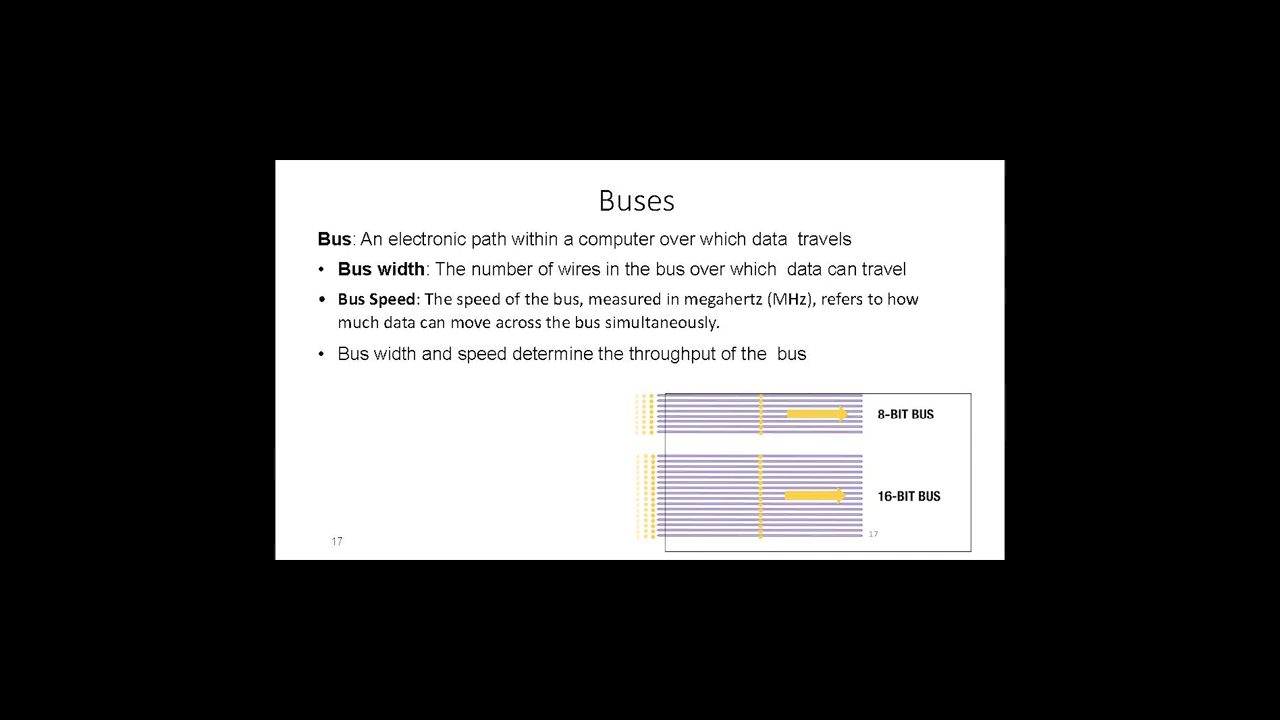 Buses
Bus: An electronic path within a computer over which data travels
• Bus width: The number of wires in the bus over which data can travel
• Bus Speed: The speed of the bus, measured in megahertz (MHz), refers to how
much data can move across the bus simultaneously.
• Bus width and speed determine the throughput of the bus
8-BIT BUS
16-BIT BUS
17
17